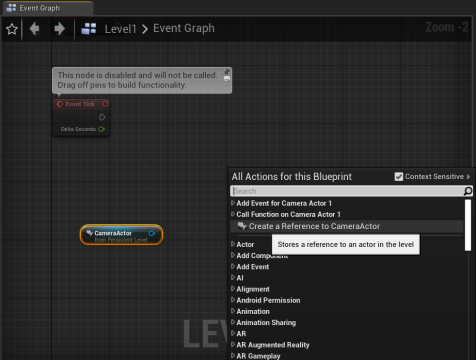 Event Graph
Level1 > Event Graph
Zoom -2
This node is disabled and will not be called.
Drag off pins to build functionality.
Event Tick
Delta Seconds
CameraActor
from Persistent Level
All Actions for this Blueprint
Context Sensitive
Search
Add Event for Camera Actor 1
Call Function on Camera Actor 1
Create a Reference to CameraActor
Stores a reference to an actor in the level
Actor
Add Component
Add Event
AI
Alignment
Android Permission
Animation
Animation Sharing
AR
AR Augmented Reality
AR Gameplay
LEV